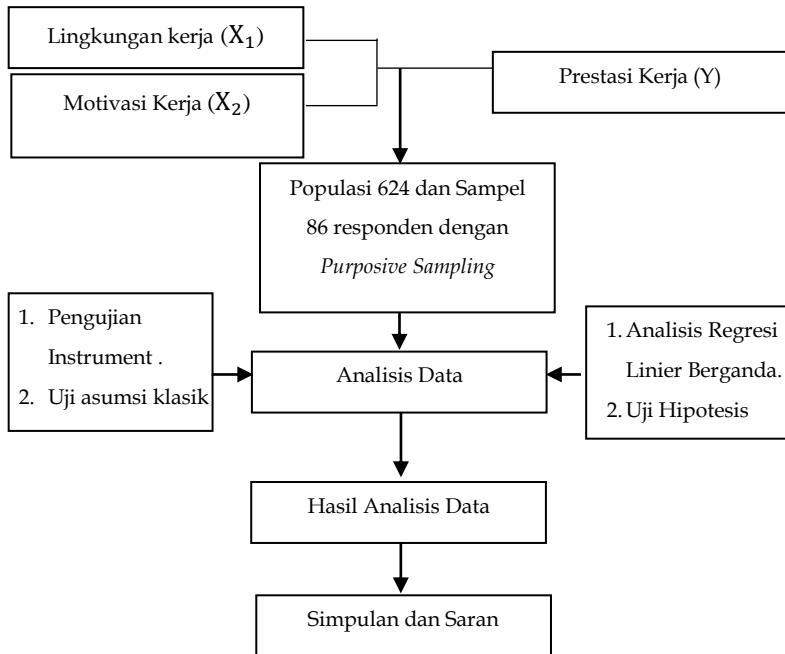 Lingkungan kerja (X₁)
Motivasi Kerja (X₂)
Prestasi Kerja (Y)
Populasi 624 dan Sampel
86 responden dengan
Purposive Sampling
1. Pengujian
Instrument .
2. Uji asumsi klasik
Analisis Data
1. Analisis Regresi
Linier Berganda.
2. Uji Hipotesis
Hasil Analisis Data
Simpulan dan Saran